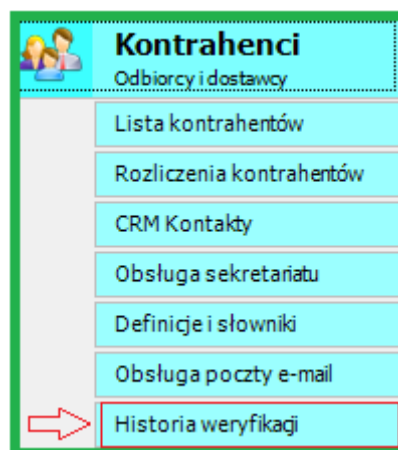 Kontrahenci
Odbiorcy i dostawcy
Lista kontrahentów
Rozliczenia kontrahentów
CRM Kontakty
Obsługa sekretariatu
Definicje i słowniki
Obsługa poczty e-mail
Historia weryfikacji